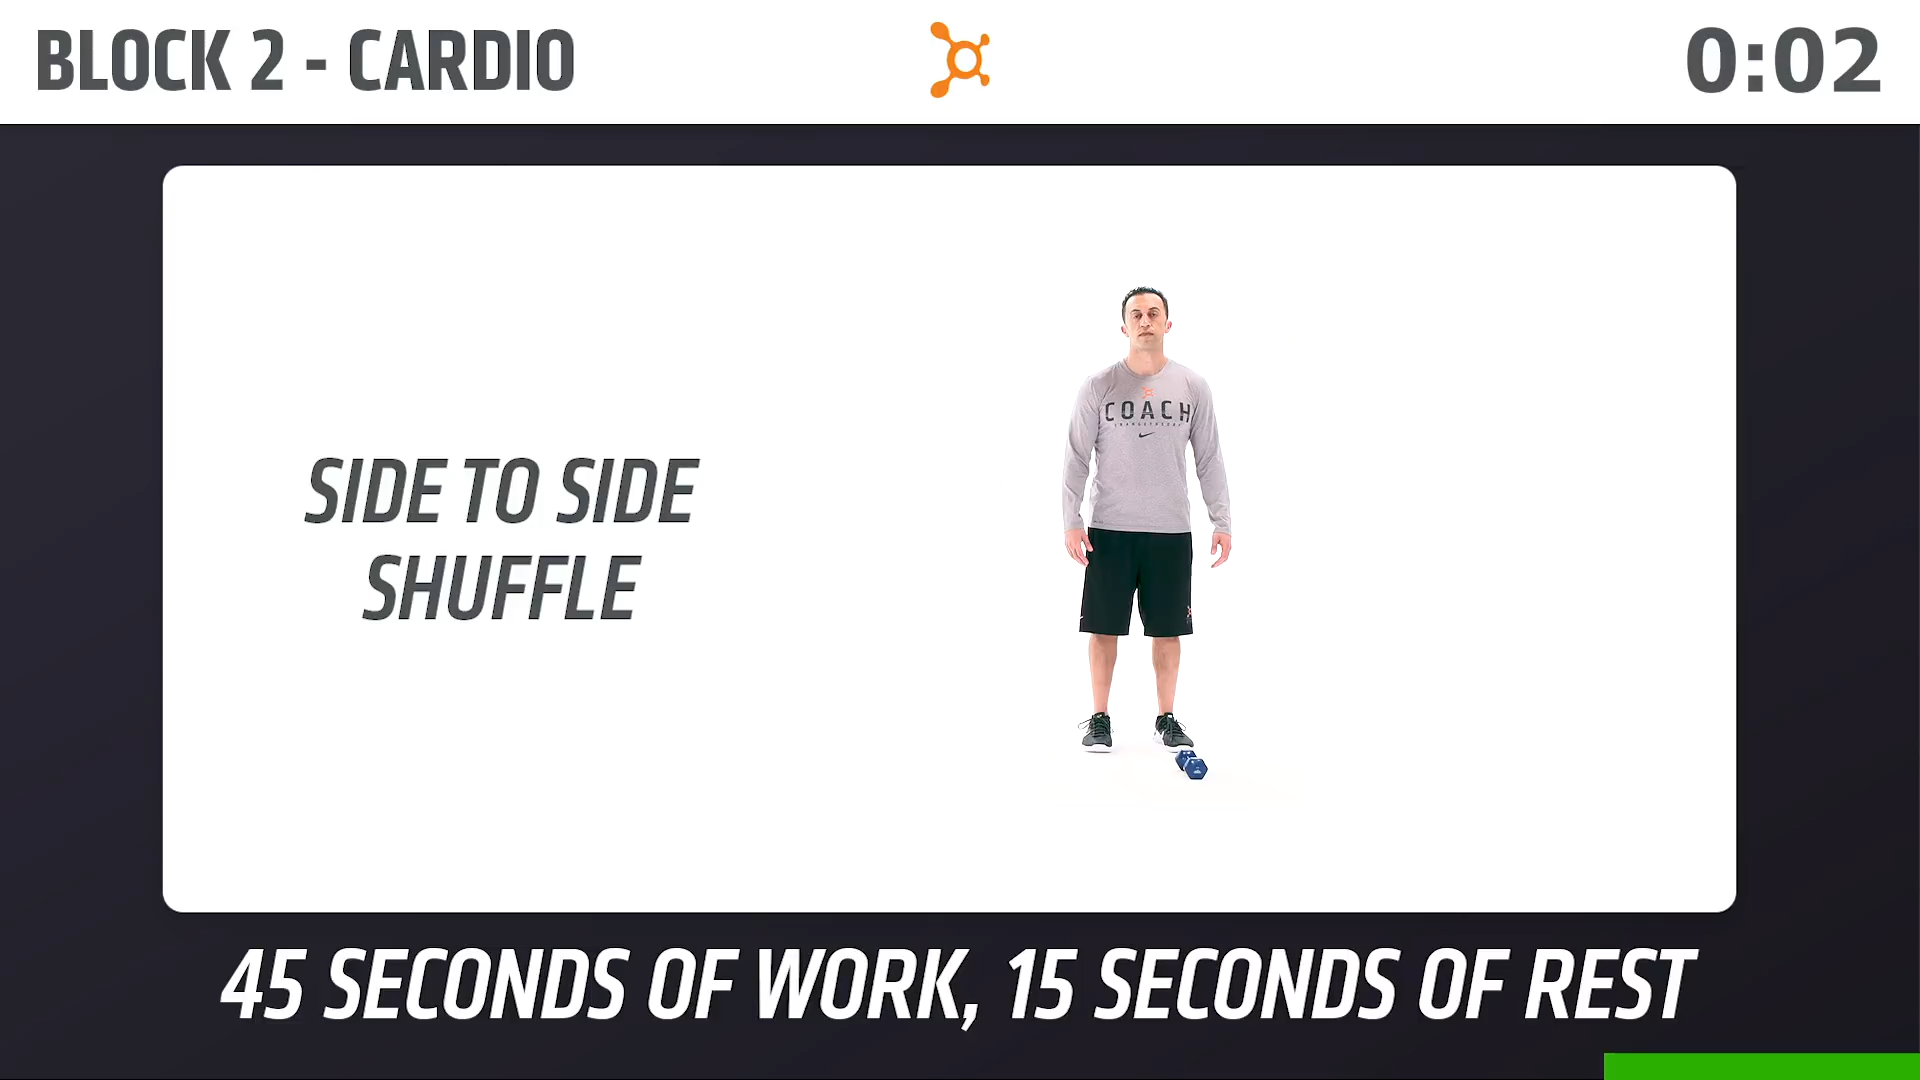 BLOCK 2 - CARDIO
0:02
SIDE TO SIDE
SHUFFLE
COACH
45 SECONDS OF WORK, 15 SECONDS OF REST